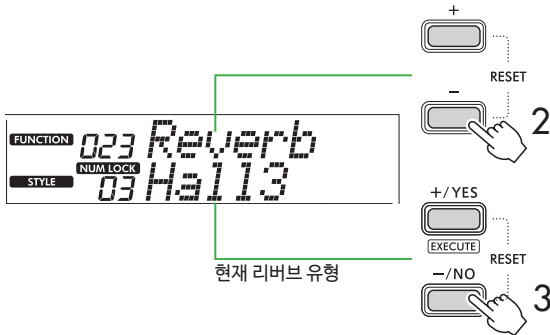 +
RESET
−
2
FUNCTION 023 Reverb
NUM LOCK
STYLE 03 Hall3
+/YES
EXECUTE
RESET
현재 리버브 유형
−/NO
3